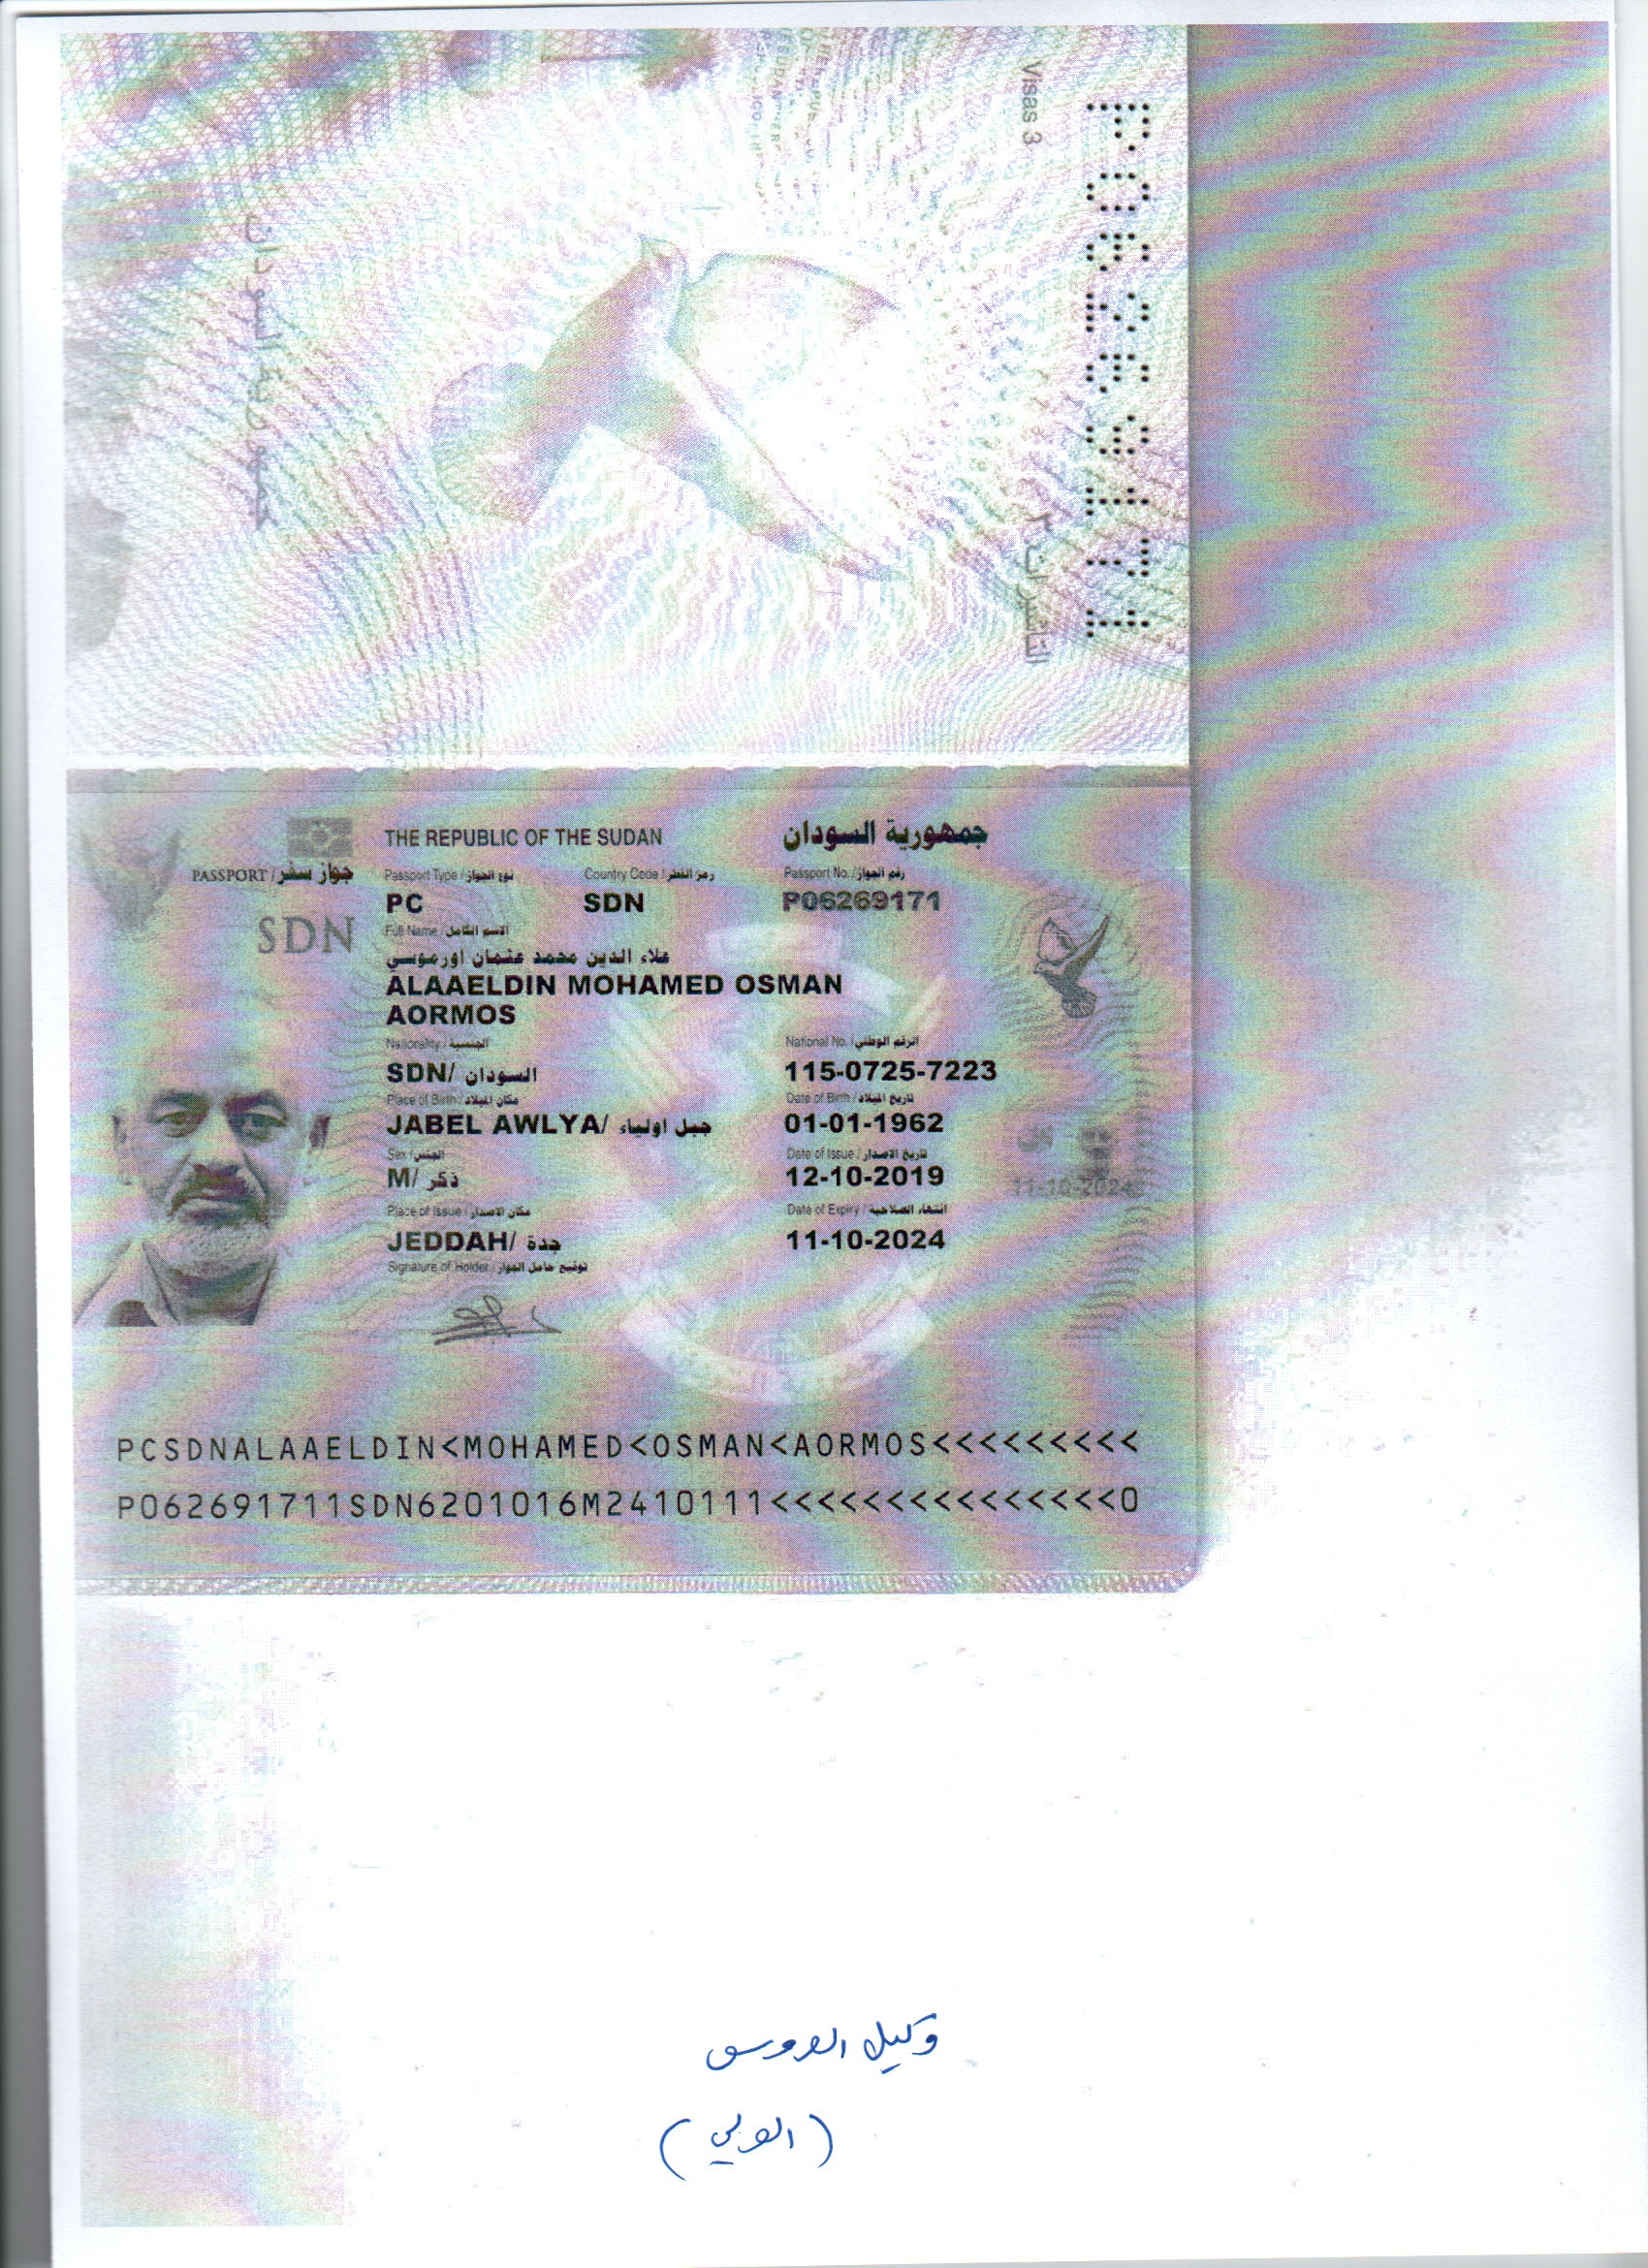 Visas 3
التأشيرات ٣
P06269171
جمهورية السودان
THE REPUBLIC OF THE SUDAN
جمهورية السودان
PASSPORT / جواز سفر
Passport Type / نوع الجواز
Country Code / رمز القطر
Passport No. / رقم الجواز
PC
SDN
P06269171
SDN
Full Name / الاسم الكامل
علاء الدين محمد عثمان اورموسي
ALAAELDIN MOHAMED OSMAN
AORMOS
Nationality / الجنسية
National No. / الرقم الوطني
SDN/ السودان
115-0725-7223
Place of Birth / مكان الميلاد
Date of Birth / تاريخ الميلاد
JABEL AWLYA/ جبل اولياء
01-01-1962
Sex / الجنس
Date of Issue / تاريخ الاصدار
M/ ذكر
12-10-2019
11-10-2024
Place of Issue / مكان الاصدار
Date of Expiry / انتهاء الصلاحية
JEDDAH/ جدة
11-10-2024
Signature of Holder / توقيع حامل الجواز
PCSDNALAAELDIN<MOHAMED<OSMAN<AORMOS<<<<<<<<<
P062691711SDN6201016M2410111<<<<<<<<<<<<<<<0
وكيل العروس
(الولي)